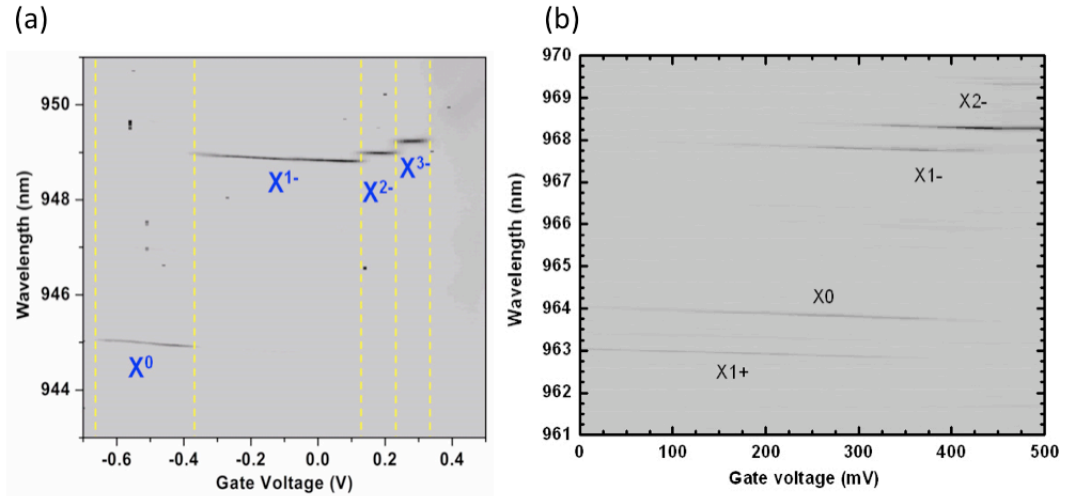 (a)
950
948
946
944
Wavelength (nm)
X⁰
X¹⁻
X²⁻
X³⁻
-0.6 -0.4 -0.2 0.0 0.2 0.4
Gate Voltage (V)
(b)
970
969
968
967
966
965
964
963
962
961
Wavelength (nm)
X2-
X1-
X0
X1+
0 100 200 300 400 500
Gate voltage (mV)